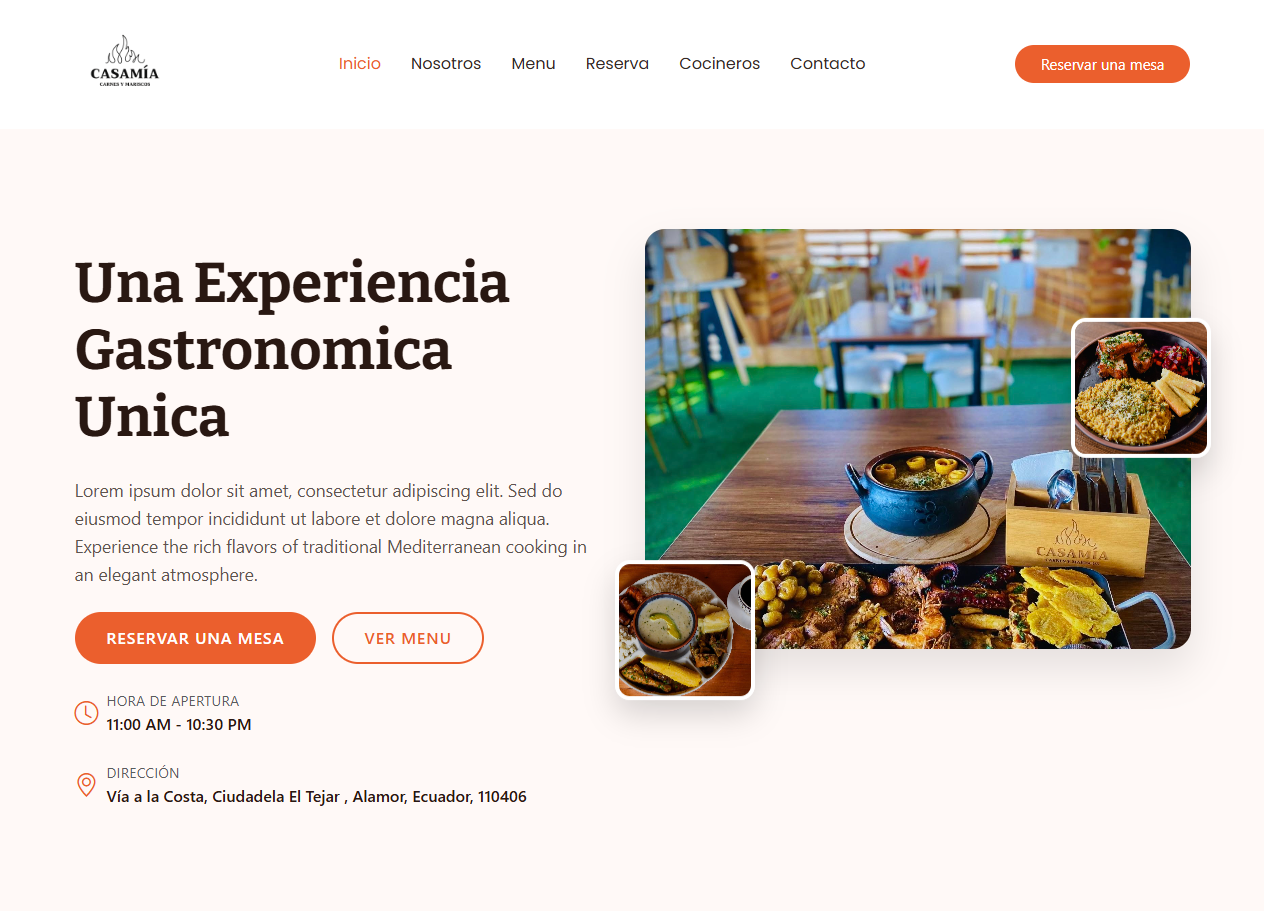 CASAMÍA
CARNES Y MARISCOS
Inicio
Nosotros
Menu
Reserva
Cocineros
Contacto
Reservar una mesa
Una Experiencia
Gastronomica
Unica
Lorem ipsum dolor sit amet, consectetur adipiscing elit. Sed do
eiusmod tempor incididunt ut labore et dolore magna aliqua.
Experience the rich flavors of traditional Mediterranean cooking in
an elegant atmosphere.
RESERVAR UNA MESA
VER MENU
HORA DE APERTURA
11:00 AM - 10:30 PM
DIRECCIÓN
Vía a la Costa, Ciudadela El Tejar , Alamor, Ecuador, 110406
CASAMÍA
CARNES Y MARISCOS